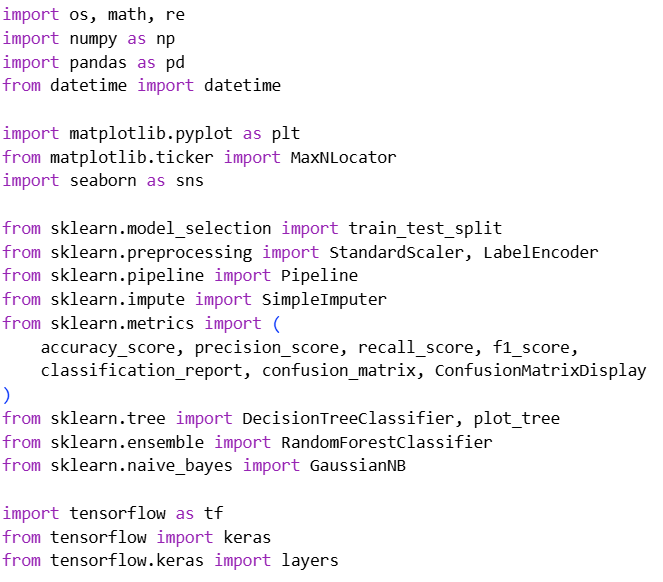 import os, math, re
import numpy as np
import pandas as pd
from datetime import datetime

import matplotlib.pyplot as plt
from matplotlib.ticker import MaxNLocator
import seaborn as sns

from sklearn.model_selection import train_test_split
from sklearn.preprocessing import StandardScaler, LabelEncoder
from sklearn.pipeline import Pipeline
from sklearn.impute import SimpleImputer
from sklearn.metrics import (
    accuracy_score, precision_score, recall_score, f1_score,
    classification_report, confusion_matrix, ConfusionMatrixDisplay
)
from sklearn.tree import DecisionTreeClassifier, plot_tree
from sklearn.ensemble import RandomForestClassifier
from sklearn.naive_bayes import GaussianNB

import tensorflow as tf
from tensorflow import keras
from tensorflow.keras import layers